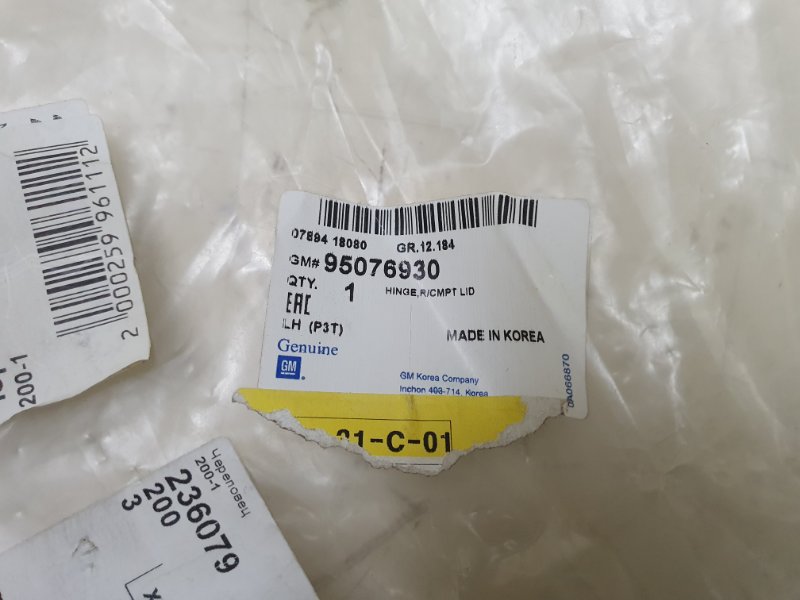 07894 18080 GR.12.184
GM# 95076930
QTY. 1 HINGE,R/CMPT LID
EAC
LH (P3T)
MADE IN KOREA
Genuine
GM
GM Korea Company
Inchon 403-714, Korea
0A066870
21-C-01
2 000259 961112
200-1
Череповец
200-1
236079
200
3